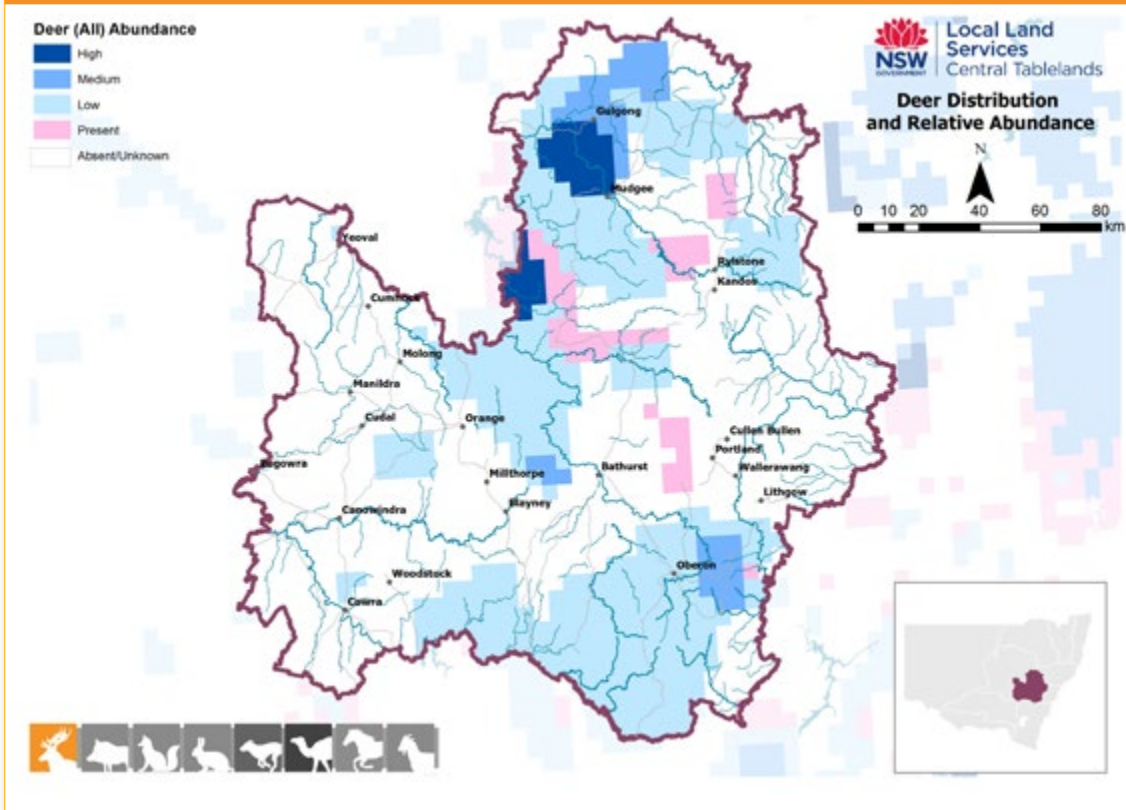 Deer (All) Abundance
High
Medium
Low
Present
Absent/Unknown
NSW
GOVERNMENT
Local Land
Services
Central Tablelands
Deer Distribution
and Relative Abundance
N
0 10 20 40 60 80
km
Gulgong
Mudgee
Yeoval
Rylstone
Kandos
Cumnock
Molong
Manildra
Cudal
Orange
Cullen Bullen
Portland
Eugowra
Millthorpe
Bathurst
Wallerawang
Lithgow
Blayney
Canowindra
Oberon
Woodstock
Cowra